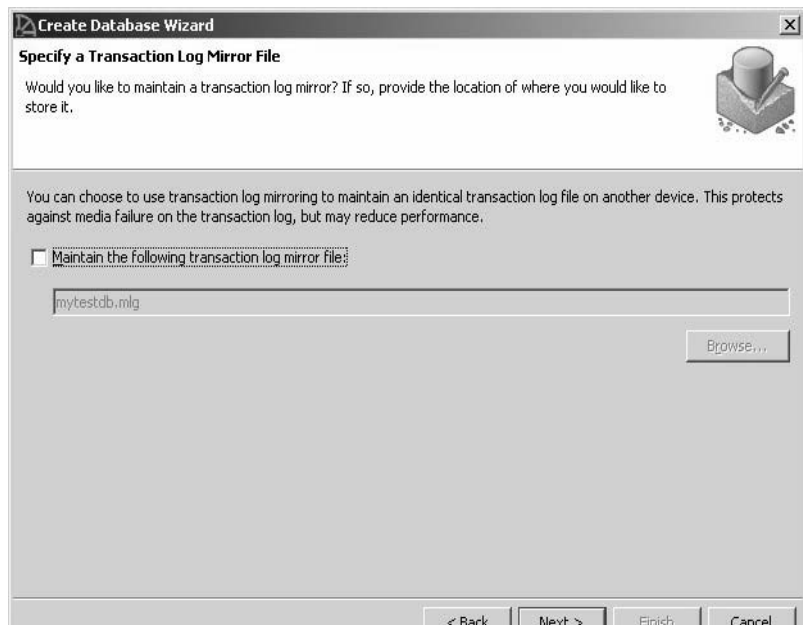 Create Database Wizard
Specify a Transaction Log Mirror File
Would you like to maintain a transaction log mirror? If so, provide the location of where you would like to
store it.
You can choose to use transaction log mirroring to maintain an identical transaction log file on another device. This protects
against media failure on the transaction log, but may reduce performance.
Maintain the following transaction log mirror file:
mytestdb.mlg
Browse...
< Back
Next >
Finish
Cancel